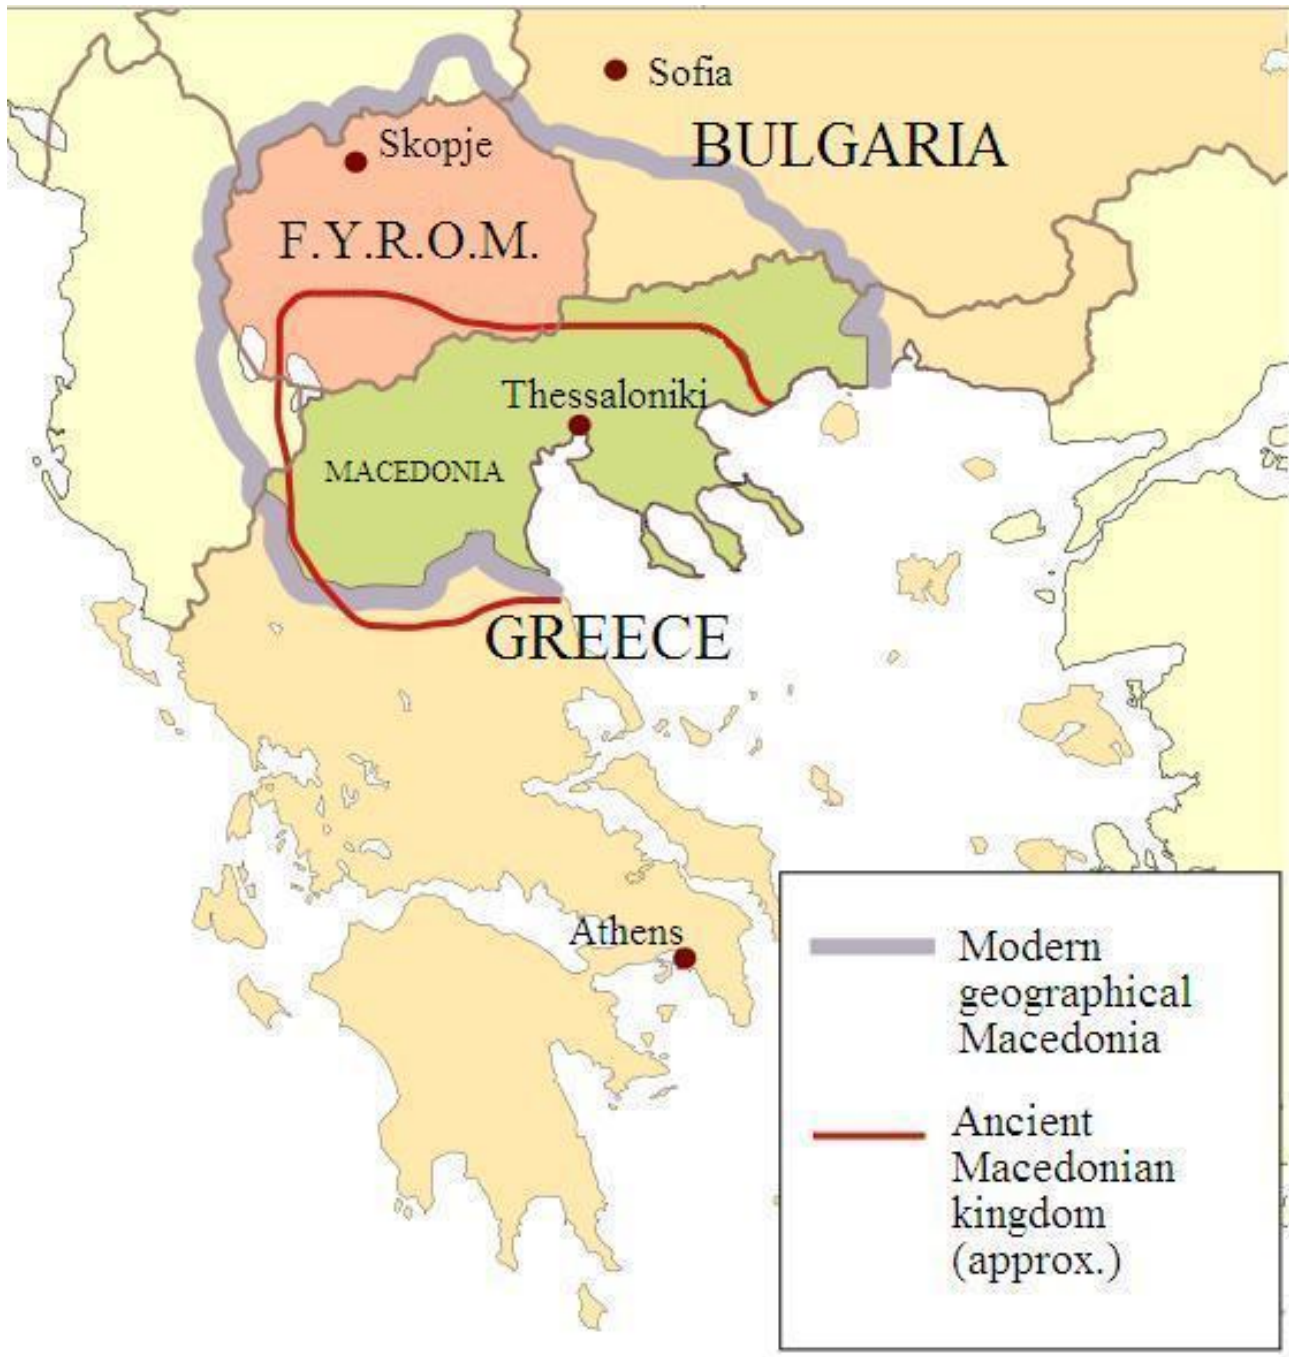 Sofia
BULGARIA
Skopje
F.Y.R.O.M.
Thessaloniki
MACEDONIA
GREECE
Athens
Modern
geographical
Macedonia
Ancient
Macedonian
kingdom
(approx.)